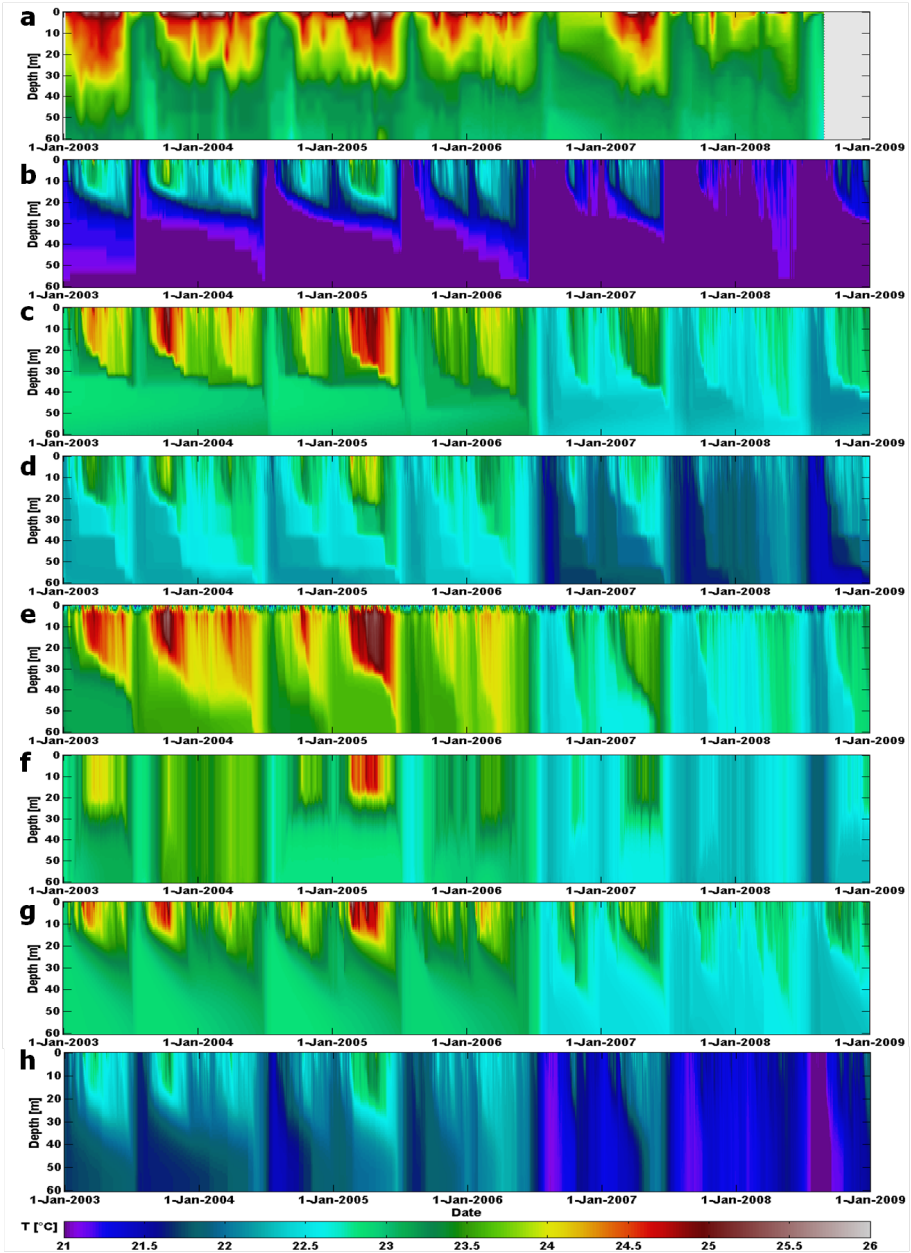 a
Depth [m]
0
10
20
30
40
50
60
1-Jan-2003 1-Jan-2004 1-Jan-2005 1-Jan-2006 1-Jan-2007 1-Jan-2008 1-Jan-2009
b
Depth [m]
0
10
20
30
40
50
60
1-Jan-2003 1-Jan-2004 1-Jan-2005 1-Jan-2006 1-Jan-2007 1-Jan-2008 1-Jan-2009
c
Depth [m]
0
10
20
30
40
50
60
1-Jan-2003 1-Jan-2004 1-Jan-2005 1-Jan-2006 1-Jan-2007 1-Jan-2008 1-Jan-2009
d
Depth [m]
0
10
20
30
40
50
60
1-Jan-2003 1-Jan-2004 1-Jan-2005 1-Jan-2006 1-Jan-2007 1-Jan-2008 1-Jan-2009
e
Depth [m]
0
10
20
30
40
50
60
1-Jan-2003 1-Jan-2004 1-Jan-2005 1-Jan-2006 1-Jan-2007 1-Jan-2008 1-Jan-2009
f
Depth [m]
0
10
20
30
40
50
60
1-Jan-2003 1-Jan-2004 1-Jan-2005 1-Jan-2006 1-Jan-2007 1-Jan-2008 1-Jan-2009
g
Depth [m]
0
10
20
30
40
50
60
1-Jan-2003 1-Jan-2004 1-Jan-2005 1-Jan-2006 1-Jan-2007 1-Jan-2008 1-Jan-2009
Date
h
Depth [m]
0
10
20
30
40
50
60
1-Jan-2003 1-Jan-2004 1-Jan-2005 1-Jan-2006 1-Jan-2007 1-Jan-2008 1-Jan-2009
Date
T [°C]
21 21.5 22 22.5 23 23.5 24 24.5 25 25.5 26